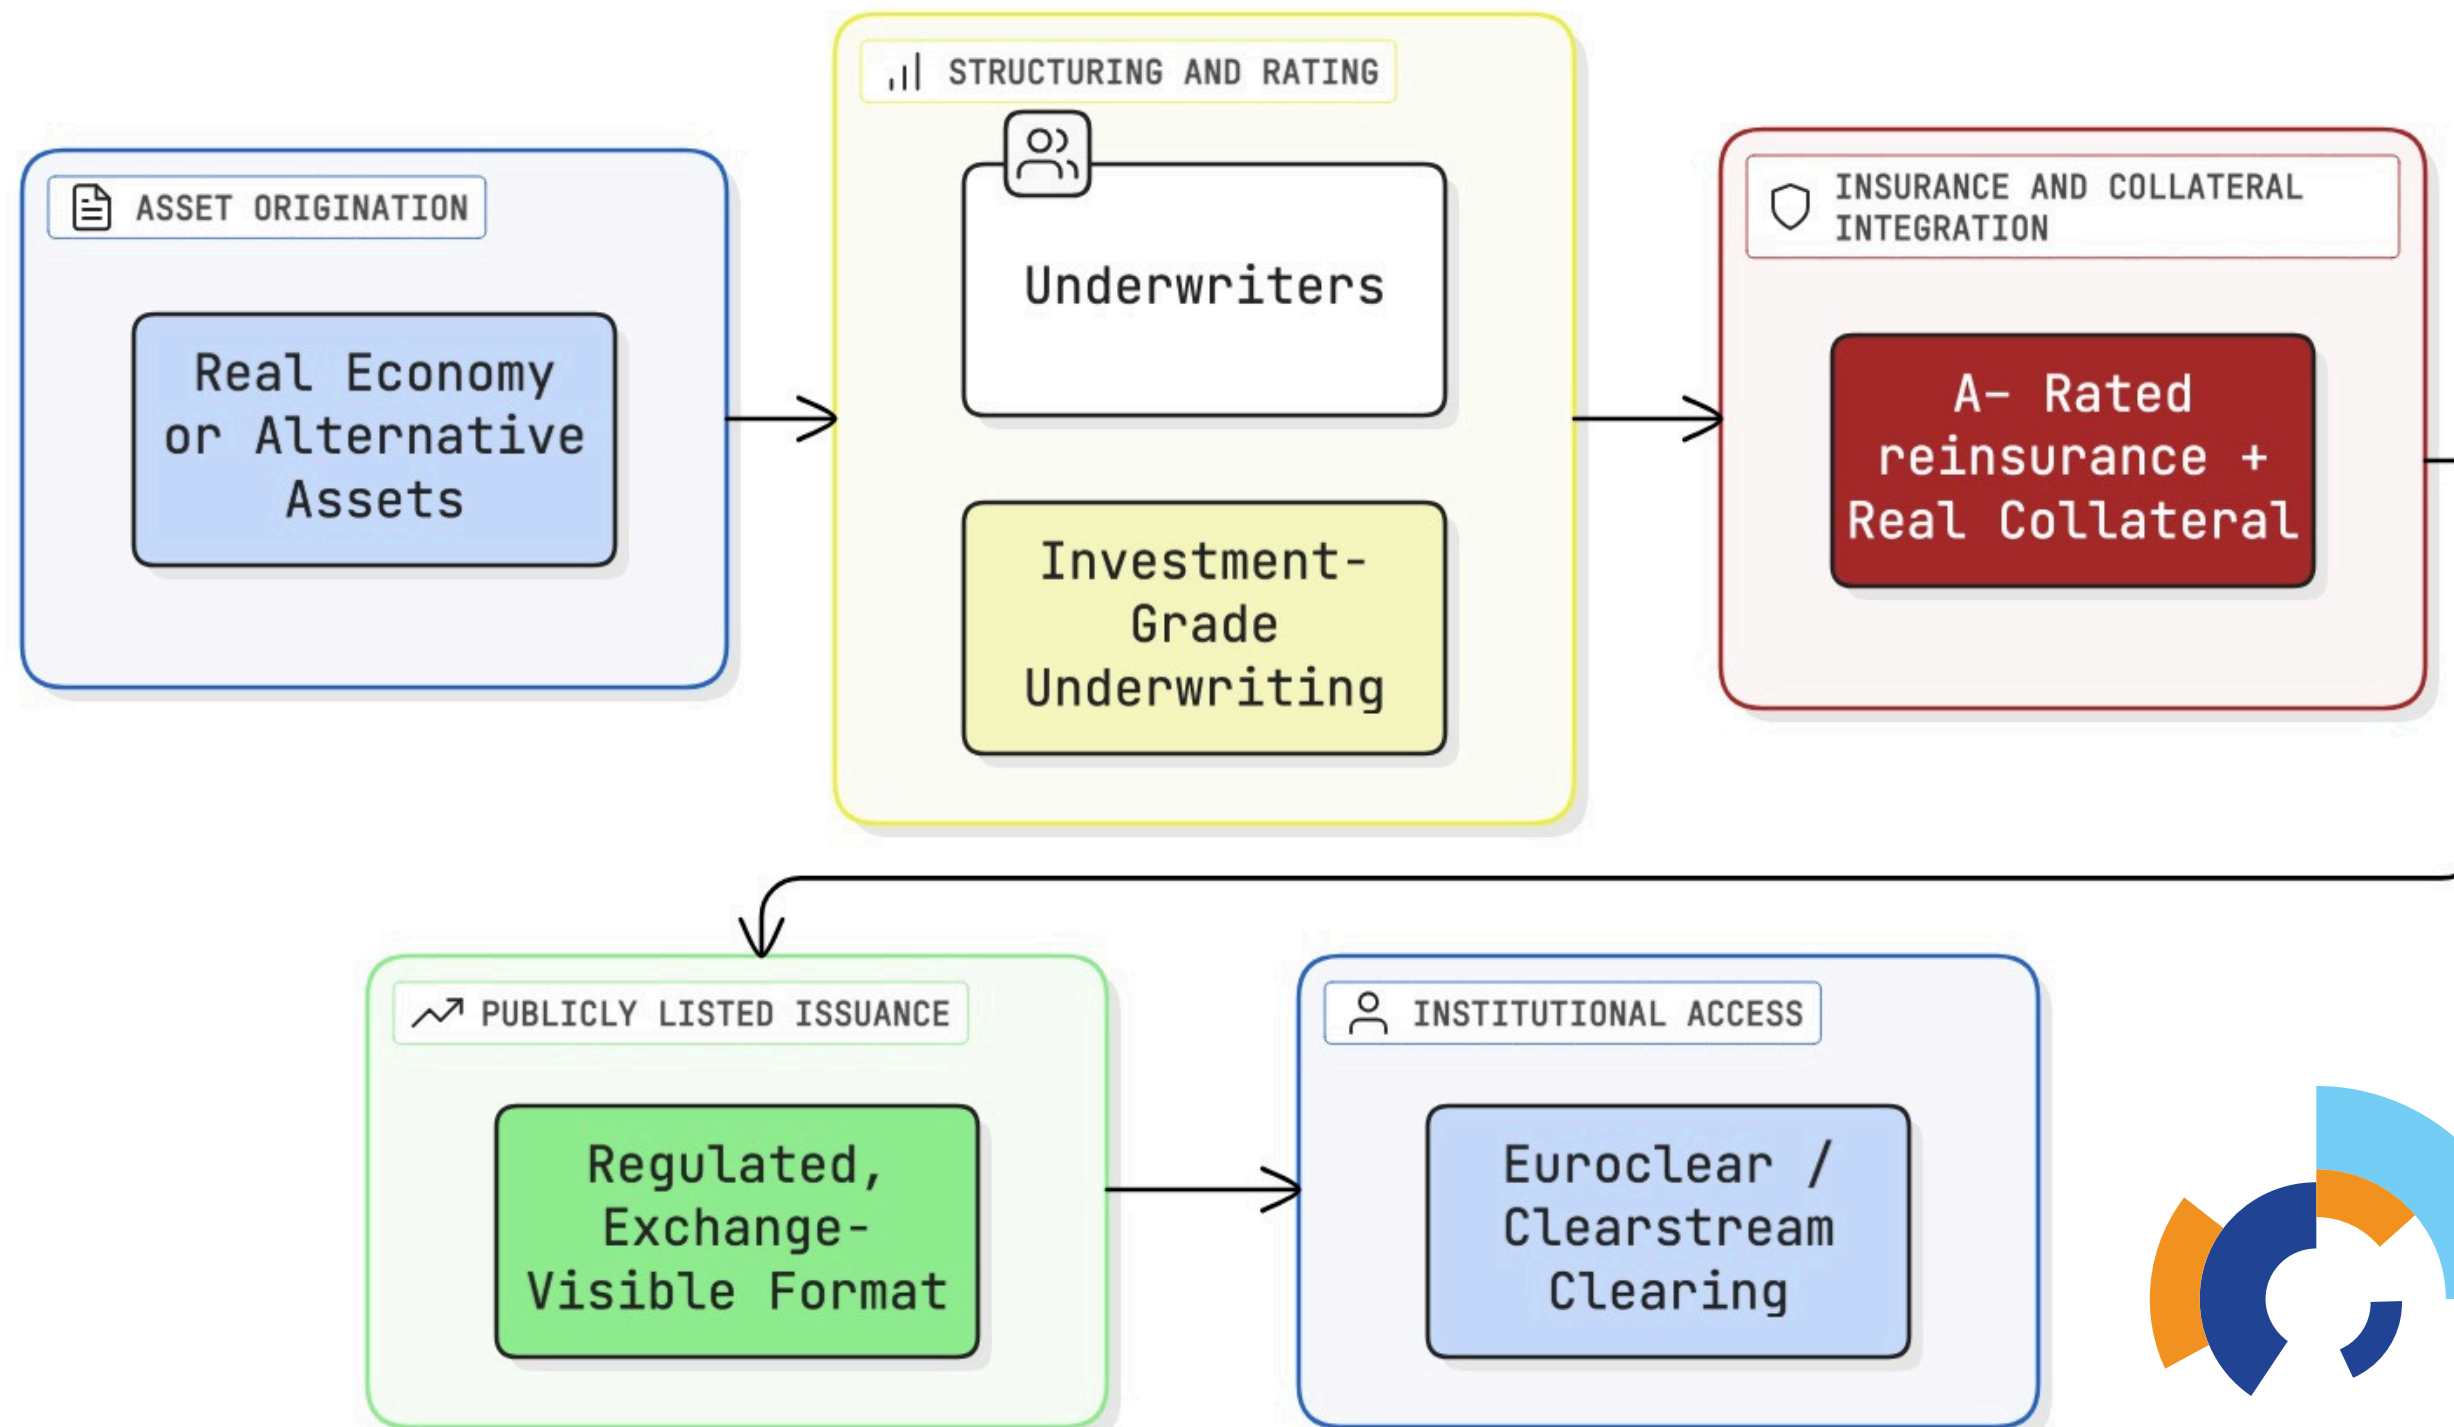 ASSET ORIGINATION
Real Economy
or Alternative
Assets
STRUCTURING AND RATING
Underwriters
Investment-
Grade
Underwriting
INSURANCE AND COLLATERAL
INTEGRATION
A- Rated
reinsurance +
Real Collateral
PUBLICLY LISTED ISSUANCE
Regulated,
Exchange-
Visible Format
INSTITUTIONAL ACCESS
Euroclear /
Clearstream
Clearing